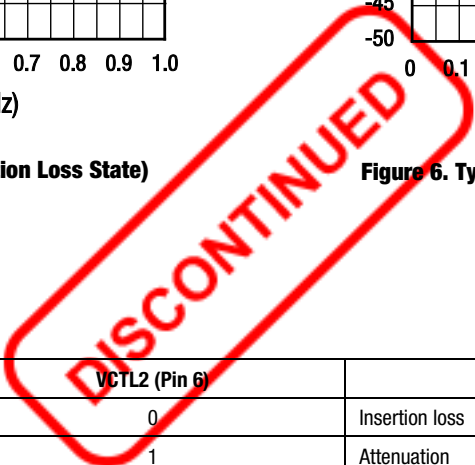 -45
-50
0.7 0.8 0.9 1.0
0 0.1
ion Loss State)
Figure 6. Ty
DISCONTINUED
VCTL2 (Pin 6)
0 Insertion loss
1 Attenuation